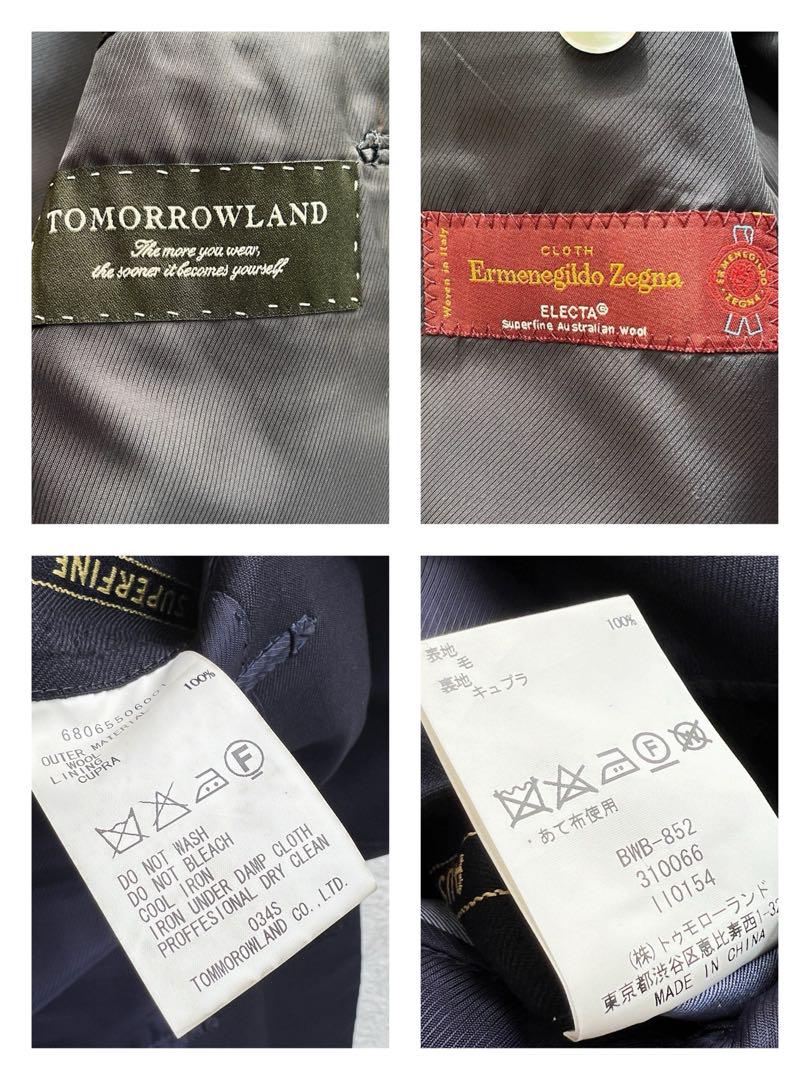 TOMORROWLAND
The more you wear,
the sooner it becomes yourself.
Woven in Italy
CLOTH
Ermenegildo Zegna
ELECTA®
Superfine Australian Wool
ERMENEGILDO
ZEGNA
SUPERFINE
68065506001
OUTER MATERIAL
WOOL
LINING
CUPRA
100%
F
DO NOT WASH
DO NOT BLEACH
COOL IRON
IRON UNDER DAMP CLOTH
PROFFESIONAL DRY CLEAN
034S
TOMMOROWLAND CO.,LTD.
100%
表地
毛
裏地
キュプラ
F
・あて布使用
BWB-852
310066
110154
(株)トゥモローランド
東京都渋谷区恵比寿西1-32
MADE IN CHINA